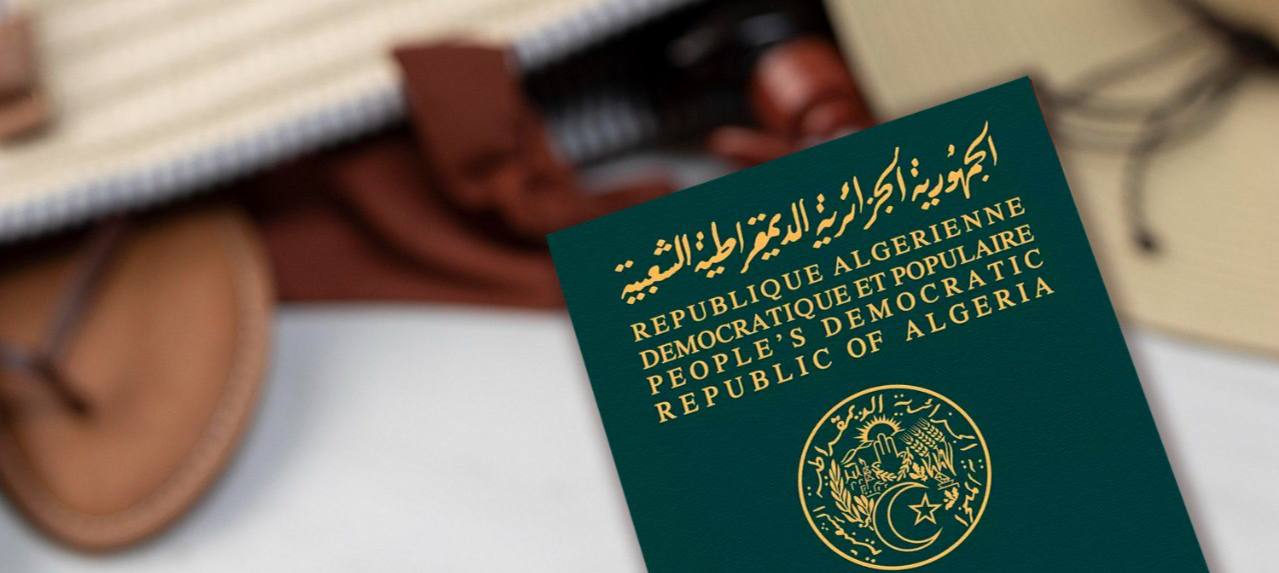 الجمهورية الجزائرية الديمقراطية الشعبية
REPUBLIQUE ALGERIENNE
DEMOCRATIQUE ET POPULAIRE
PEOPLE'S DEMOCRATIC
REPUBLIC OF ALGERIA